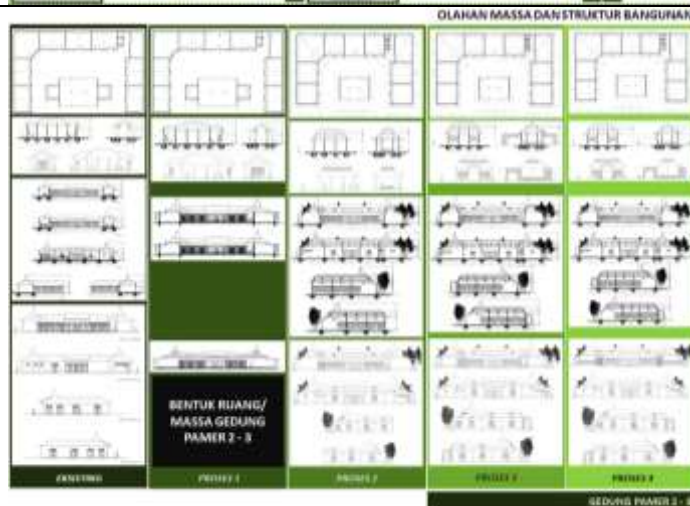 OLAHAN MASSA DAN STRUKTUR BANGUNAN
BENTUK RUANG/
MASSA GEDUNG
PAMER 2 - 3
EXISTING
PROSES 1
PROSES 2
PROSES 3
PROSES 4
GEDUNG PAMER 2 - 3